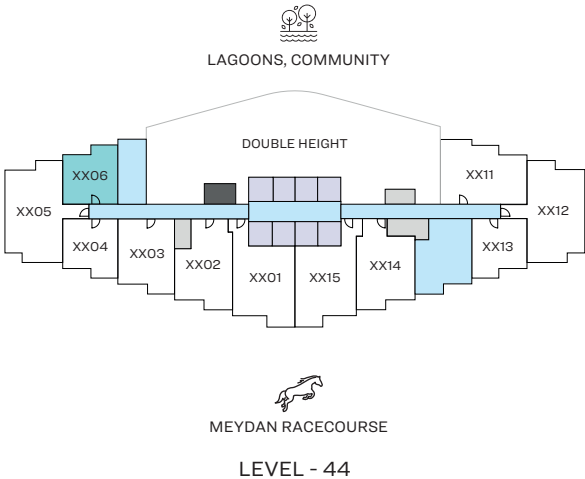 LAGOONS, COMMUNITY
DOUBLE HEIGHT
XX06
XX11
XX05
XX12
XX04
XX03
XX02
XX01
XX15
XX14
XX13
MEYDAN RACECOURSE
LEVEL - 44